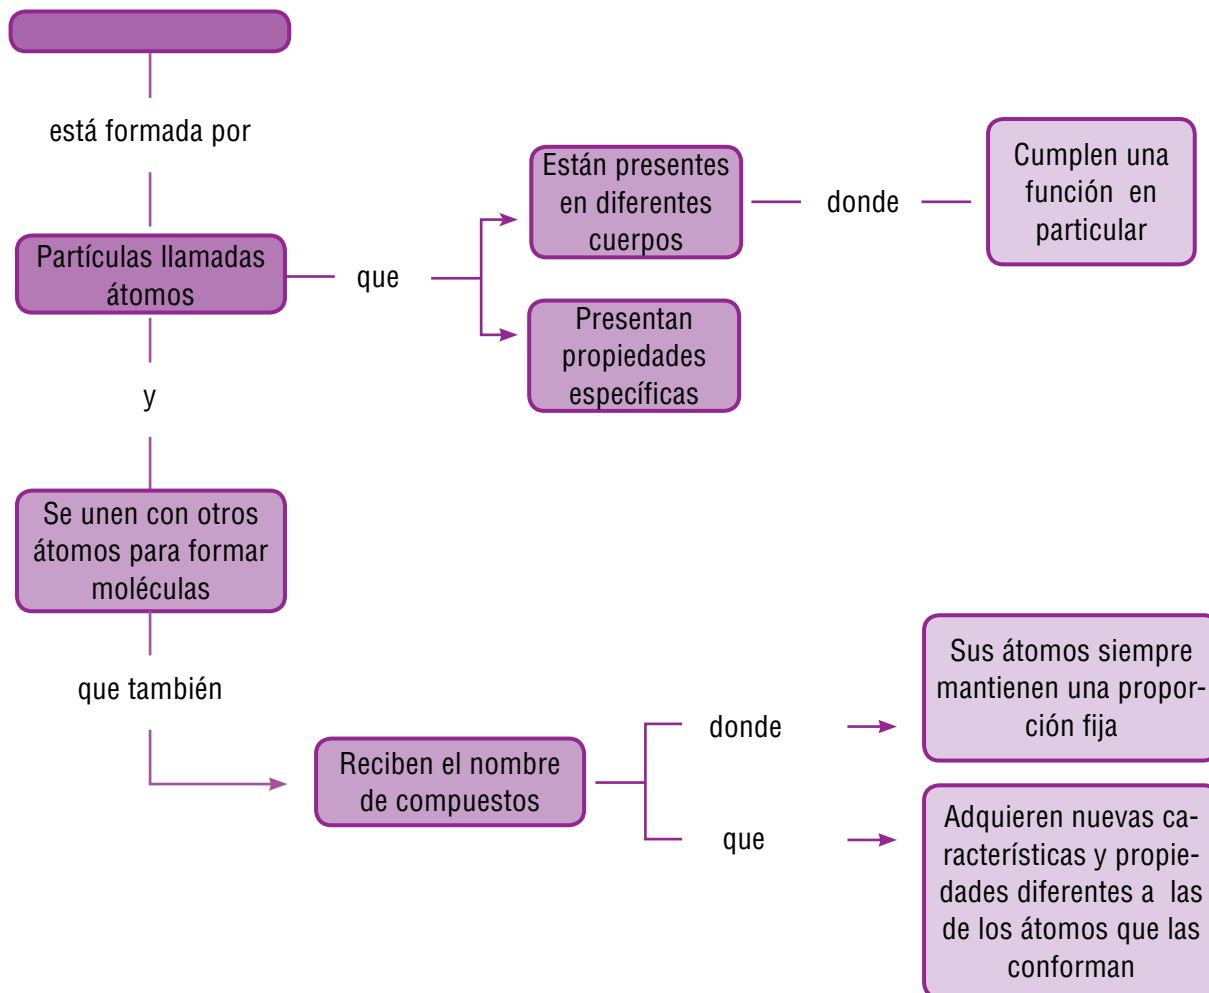 está formada por
Partículas llamadas
átomos
que
Están presentes
en diferentes
cuerpos
donde
Cumplen una
función en
particular
Presentan
propiedades
específicas
y
Se unen con otros
átomos para formar
moléculas
que también
Reciben el nombre
de compuestos
donde
Sus átomos siempre
mantienen una propor-
ción fija
que
Adquieren nuevas ca-
racterísticas y propie-
dades diferentes a las
de los átomos que las
conforman